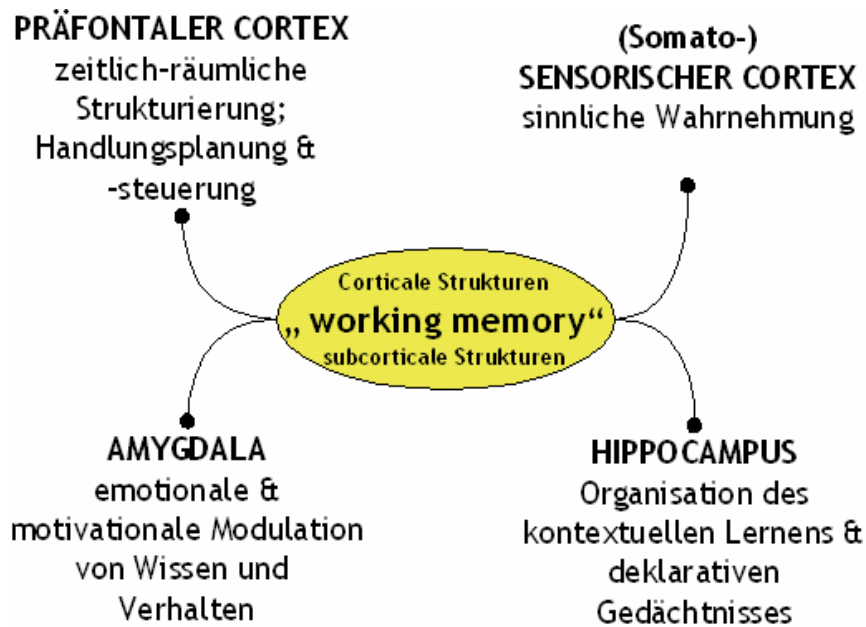 PRÄFONTALER CORTEX
zeitlich-räumliche
Strukturierung;
Handlungsplanung &
-steuerung
(Somato-)
SENSORISCHER CORTEX
sinnliche Wahrnehmung
Corticale Strukturen
„ working memory“
subcorticale Strukturen
AMYGDALA
emotionale &
motivationale Modulation
von Wissen und
Verhalten
HIPPOCAMPUS
Organisation des
kontextuellen Lernens &
deklarativen
Gedächtnisses